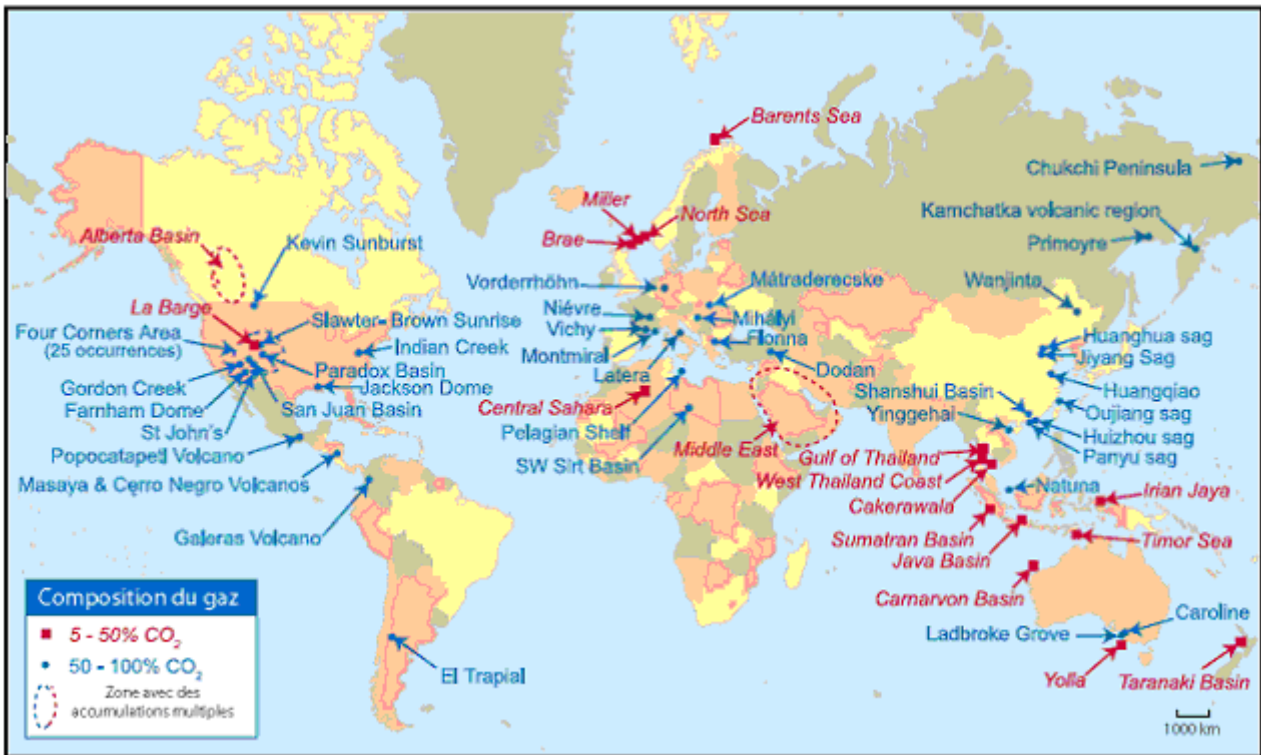 Barents Sea
Chukchi Peninsula
Miller
North Sea
Kamchatka volcanic region
Alberta Basin
Kevin Sunburst
Brae
Primoyre
Vorderrhöhn
Mátraderecske
Wanjinta
La Barge
Niévre
Mihályi
Slawter- Brown Sunrise
Huanghua sag
Four Corners Area
(25 occurrences)
Vichy
Florina
Jiyang Sag
Indian Creek
Montmiral
Paradox Basin
Latera
Dodan
Gordon Creek
Jackson Dome
Shanshui Basin
Huangqiao
Farnham Dome
San Juan Basin
Central Sahara
Yinggehai
Oujiang sag
St John's
Pelagian Shelf
Huizhou sag
Popocatapetl Volcano
Middle East
Gulf of Thailand
Panyu sag
SW Sirt Basin
West Thailand Coast
Masaya & Cerro Negro Volcanos
Cakerawala
Natuna
Irian Jaya
Galeras Volcano
Sumatran Basin
Timor Sea
Java Basin
Composition du gaz
Carnarvon Basin
5 - 50% CO2
Caroline
Ladbroke Grove
50 - 100% CO2
El Trapial
Yolla
Taranaki Basin
Zone avec des
accumulations multiples
1000 km